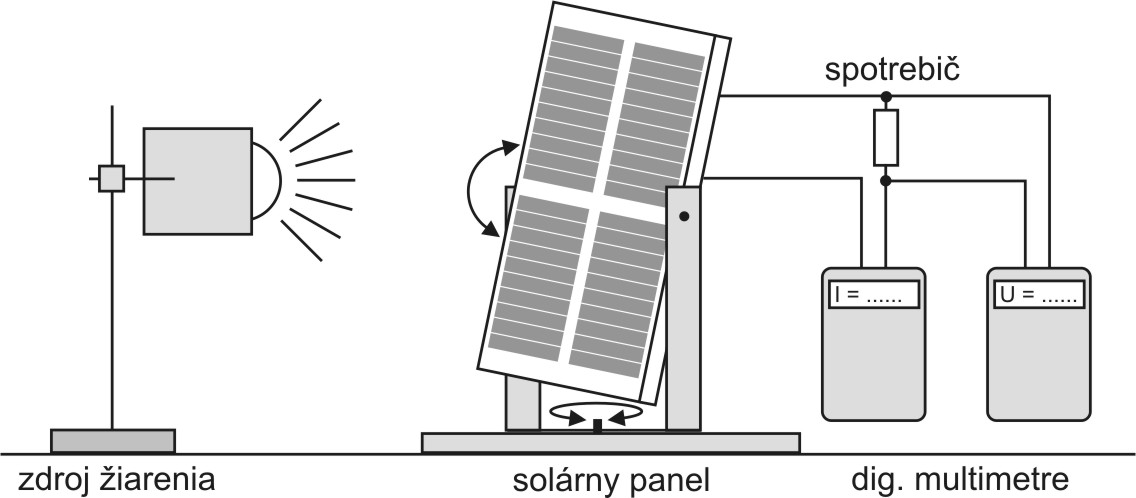 spotrebič
I = ......
U = ......
zdroj žiarenia
solárny panel
dig. multimetre